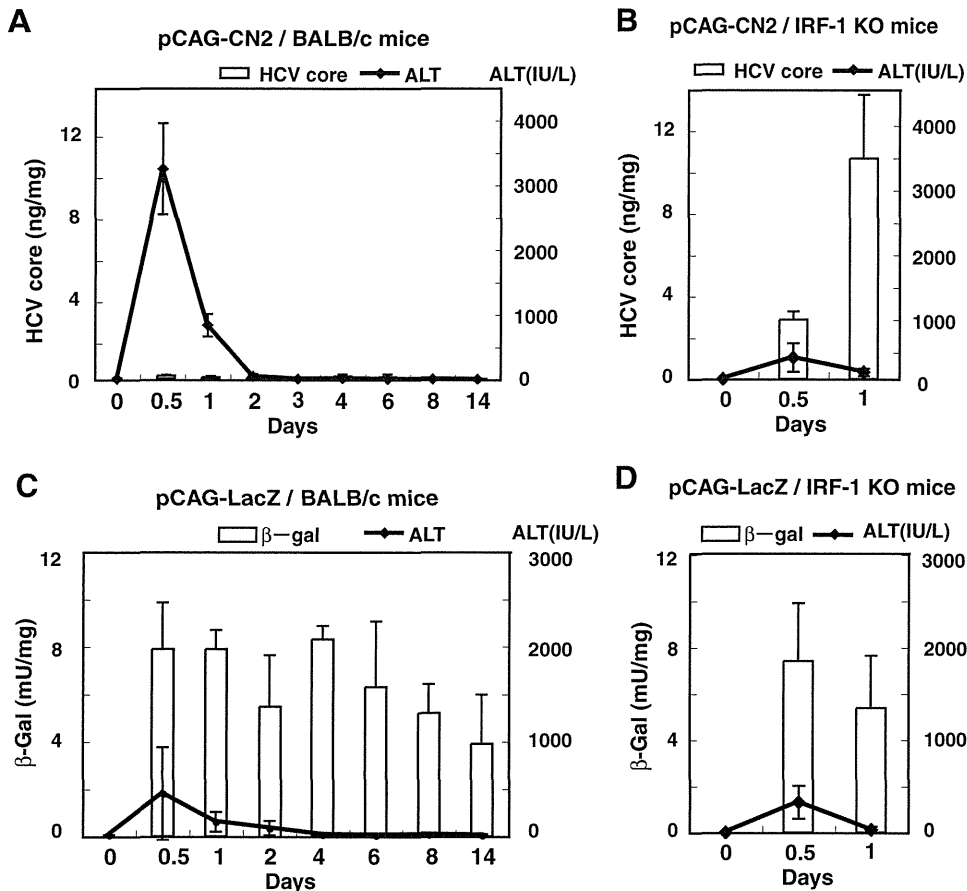 A
pCAG-CN2 / BALB/c mice
HCV core ALT ALT(IU/L)
HCV core (ng/mg)
12
8
4
0
4000
3000
2000
1000
0
0 0.5 1 2 3 4 6 8 14
Days
B
pCAG-CN2 / IRF-1 KO mice
HCV core ALT(IU/L)
HCV core (ng/mg)
12
8
4
0
4000
3000
2000
1000
0
0 0.5 1
Days
C
pCAG-LacZ / BALB/c mice
β−gal ALT ALT(IU/L)
β-Gal (mU/mg)
12
8
4
0
3000
2000
1000
0
0 0.5 1 2 4 6 8 14
Days
D
pCAG-LacZ / IRF-1 KO mice
β−gal ALT(IU/L)
β-Gal (mU/mg)
12
8
4
0
3000
2000
1000
0
0 0.5 1
Days